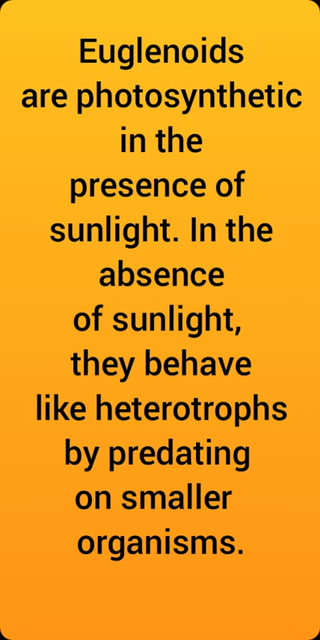 Euglenoids
are photosynthetic
in the
presence of
sunlight. In the
absence
of sunlight,
they behave
like heterotrophs
by predating
on smaller
organisms.